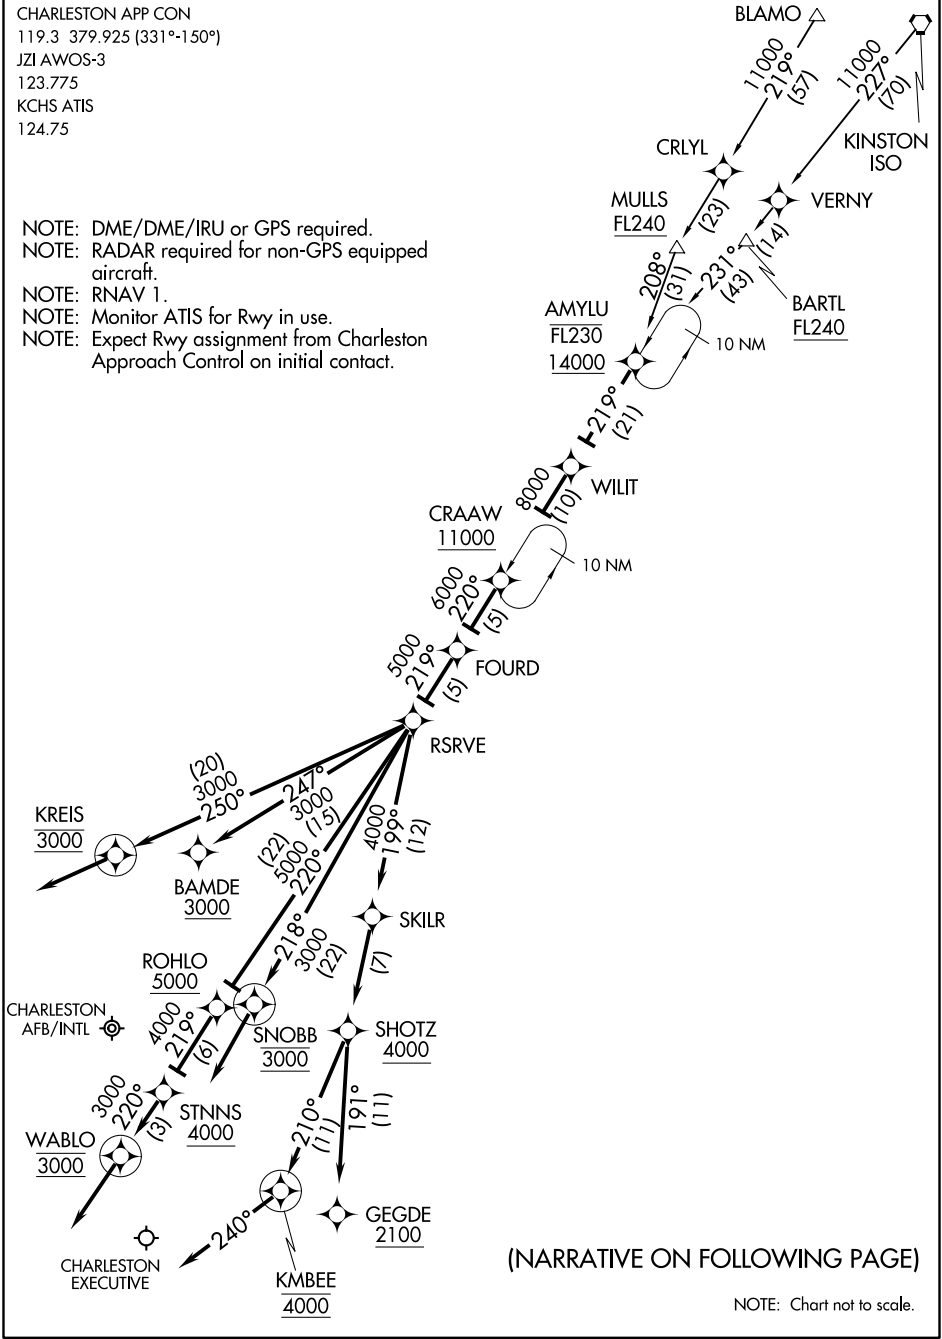 CHARLESTON APP CON
119.3 379.925 (331°-150°)
JZI AWOS-3
123.775
KCHS ATIS
124.75
BLAMO
11000
219°
(57)
11000
227°
(70)
KINSTON
ISO
CRLYL
VERNY
MULLS
FL240
(23)
(14)
NOTE: DME/DME/IRU or GPS required.
NOTE: RADAR required for non-GPS equipped
aircraft.
NOTE: RNAV 1.
NOTE: Monitor ATIS for Rwy in use.
NOTE: Expect Rwy assignment from Charleston
Approach Control on initial contact.
208°
(31)
231°
(43)
BARTL
FL240
AMYLU
FL230
14000
10 NM
219°
(21)
WILIT
8000
(10)
CRAAW
11000
10 NM
6000
220°
(5)
FOURD
5000
219°
(5)
RSRVE
(20)
3000
250°
247°
3000
(15)
KREIS
3000
BAMDE
3000
(22)
5000
220°
218°
3000
(22)
4000
199°
(12)
SKILR
(7)
ROHLO
5000
CHARLESTON
AFB/INTL
4000
219°
(6)
SNOBB
3000
SHOTZ
4000
3000
220°
(3)
STNNS
4000
210°
(11)
191°
(11)
WABLO
3000
GEGDE
2100
240°
CHARLESTON
EXECUTIVE
KMBEE
4000
(NARRATIVE ON FOLLOWING PAGE)
NOTE: Chart not to scale.